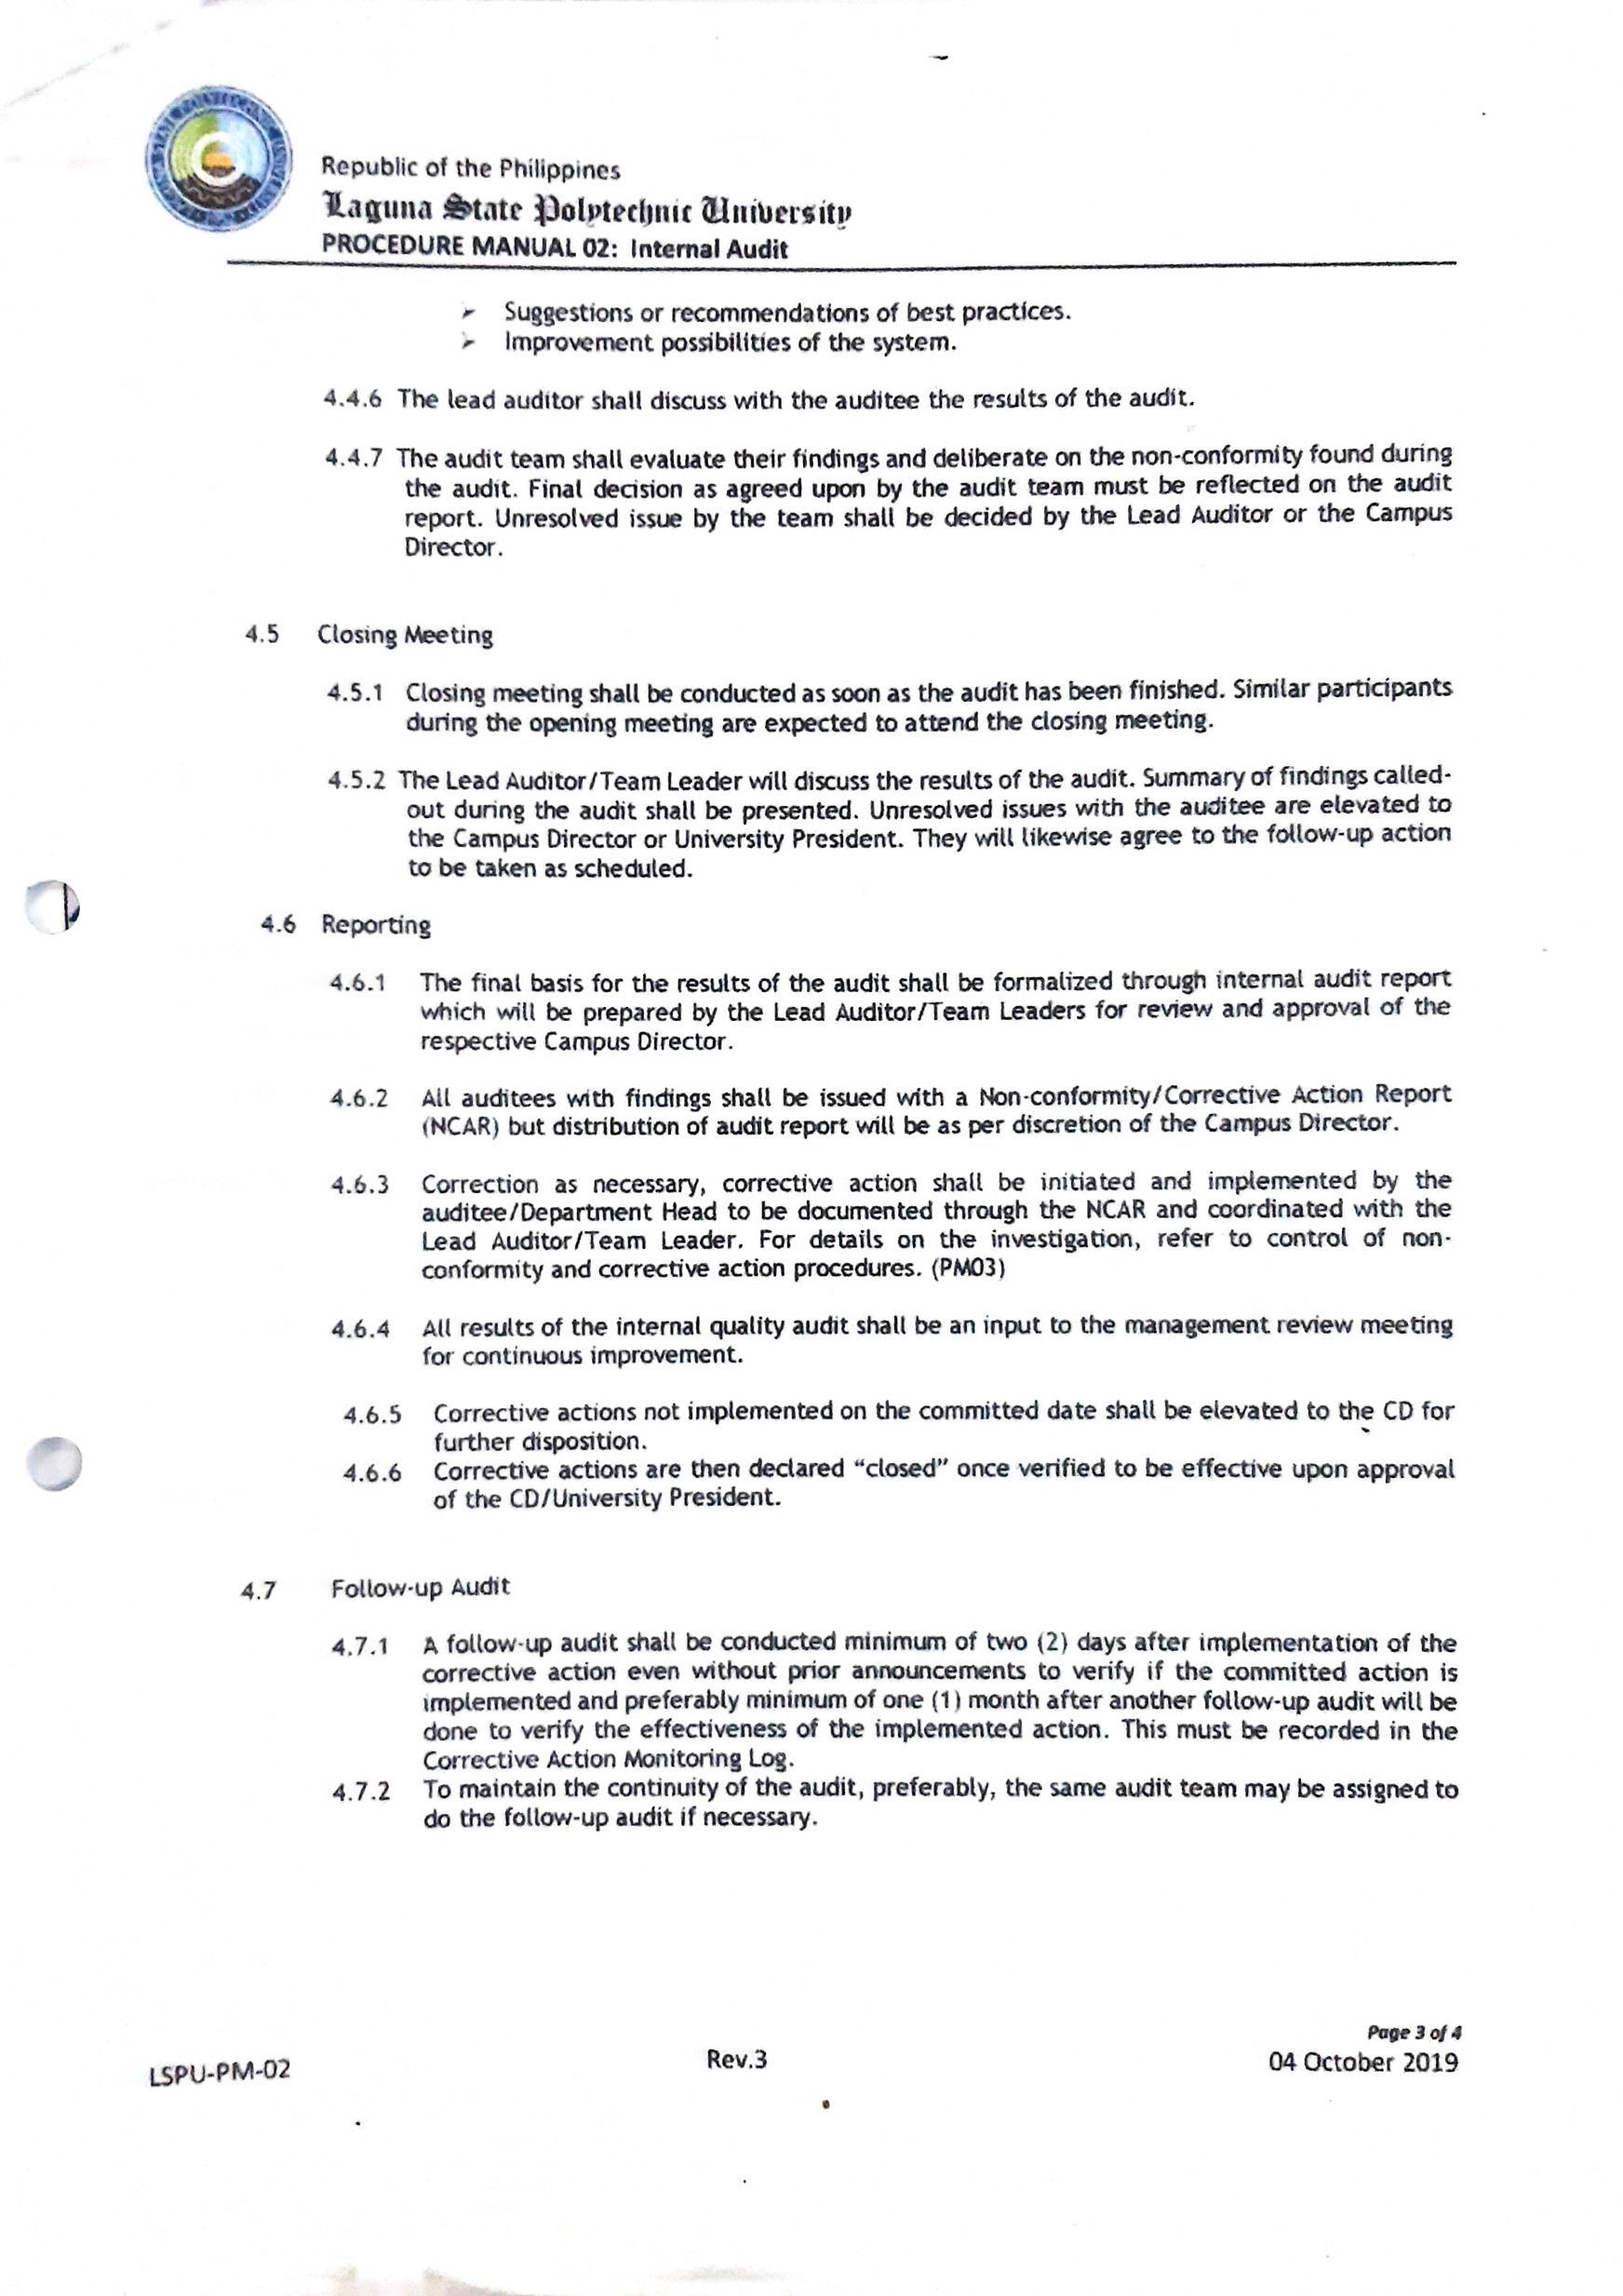 Republic of the Philippines
Laguna State Polytechnic University
PROCEDURE MANUAL 02: Internal Audit
➢ Suggestions or recommendations of best practices.
➢ Improvement possibilities of the system.
4.4.6 The lead auditor shall discuss with the auditee the results of the audit.
4.4.7 The audit team shall evaluate their findings and deliberate on the non-conformity found during
the audit. Final decision as agreed upon by the audit team must be reflected on the audit
report. Unresolved issue by the team shall be decided by the Lead Auditor or the Campus
Director.
4.5 Closing Meeting
4.5.1 Closing meeting shall be conducted as soon as the audit has been finished. Similar participants
during the opening meeting are expected to attend the closing meeting.
4.5.2 The Lead Auditor/Team Leader will discuss the results of the audit. Summary of findings called-
out during the audit shall be presented. Unresolved issues with the auditee are elevated to
the Campus Director or University President. They will likewise agree to the follow-up action
to be taken as scheduled.
4.6 Reporting
4.6.1 The final basis for the results of the audit shall be formalized through internal audit report
which will be prepared by the Lead Auditor/Team Leaders for review and approval of the
respective Campus Director.
4.6.2 All auditees with findings shall be issued with a Non-conformity/Corrective Action Report
(NCAR) but distribution of audit report will be as per discretion of the Campus Director.
4.6.3 Correction as necessary, corrective action shall be initiated and implemented by the
auditee/Department Head to be documented through the NCAR and coordinated with the
Lead Auditor/Team Leader. For details on the investigation, refer to control of non-
conformity and corrective action procedures. (PM03)
4.6.4 All results of the internal quality audit shall be an input to the management review meeting
for continuous improvement.
4.6.5 Corrective actions not implemented on the committed date shall be elevated to the CD for
further disposition.
4.6.6 Corrective actions are then declared “closed” once verified to be effective upon approval
of the CD/University President.
4.7 Follow-up Audit
4.7.1 A follow-up audit shall be conducted minimum of two (2) days after implementation of the
corrective action even without prior announcements to verify if the committed action is
implemented and preferably minimum of one (1) month after another follow-up audit will be
done to verify the effectiveness of the implemented action. This must be recorded in the
Corrective Action Monitoring Log.
4.7.2 To maintain the continuity of the audit, preferably, the same audit team may be assigned to
do the follow-up audit if necessary.
Page 3 of 4
LSPU-PM-02 Rev.3 04 October 2019